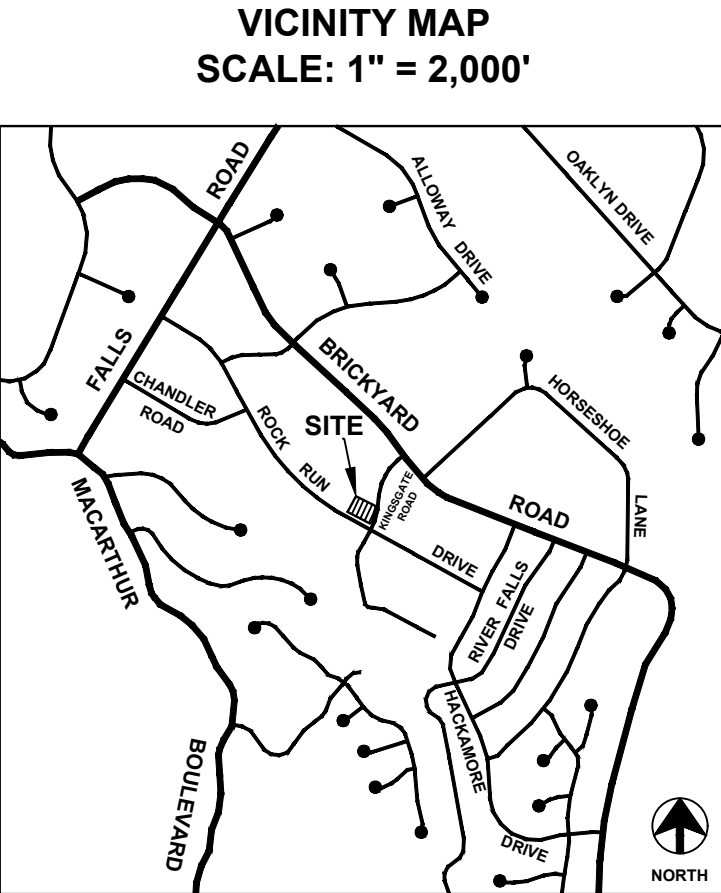 VICINITY MAP
SCALE: 1" = 2,000'
ROAD
ALLOWAY
DRIVE
OAKLYN DRIVE
FALLS
BRICKYARD
CHANDLER
ROAD
HORSESHOE
LANE
ROCK
RUN
DRIVE
SITE
KINGSGATE
ROAD
ROAD
MACARTHUR
BOULEVARD
RIVER FALLS
DRIVE
HACKAMORE
DRIVE
NORTH